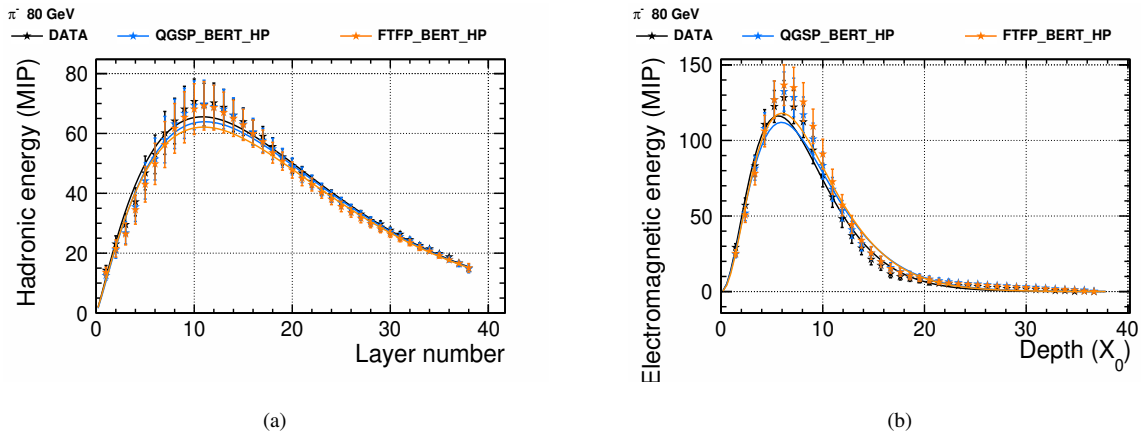 π⁻ 80 GeV
DATA QGSP_BERT_HP FTFP_BERT_HP
Hadronic energy (MIP)
80
60
40
20
0
0 10 20 30 40
Layer number
(a)
π⁻ 80 GeV
DATA QGSP_BERT_HP FTFP_BERT_HP
Electromagnetic energy (MIP)
150
100
50
0
0 10 20 30 40
Depth (X₀)
(b)